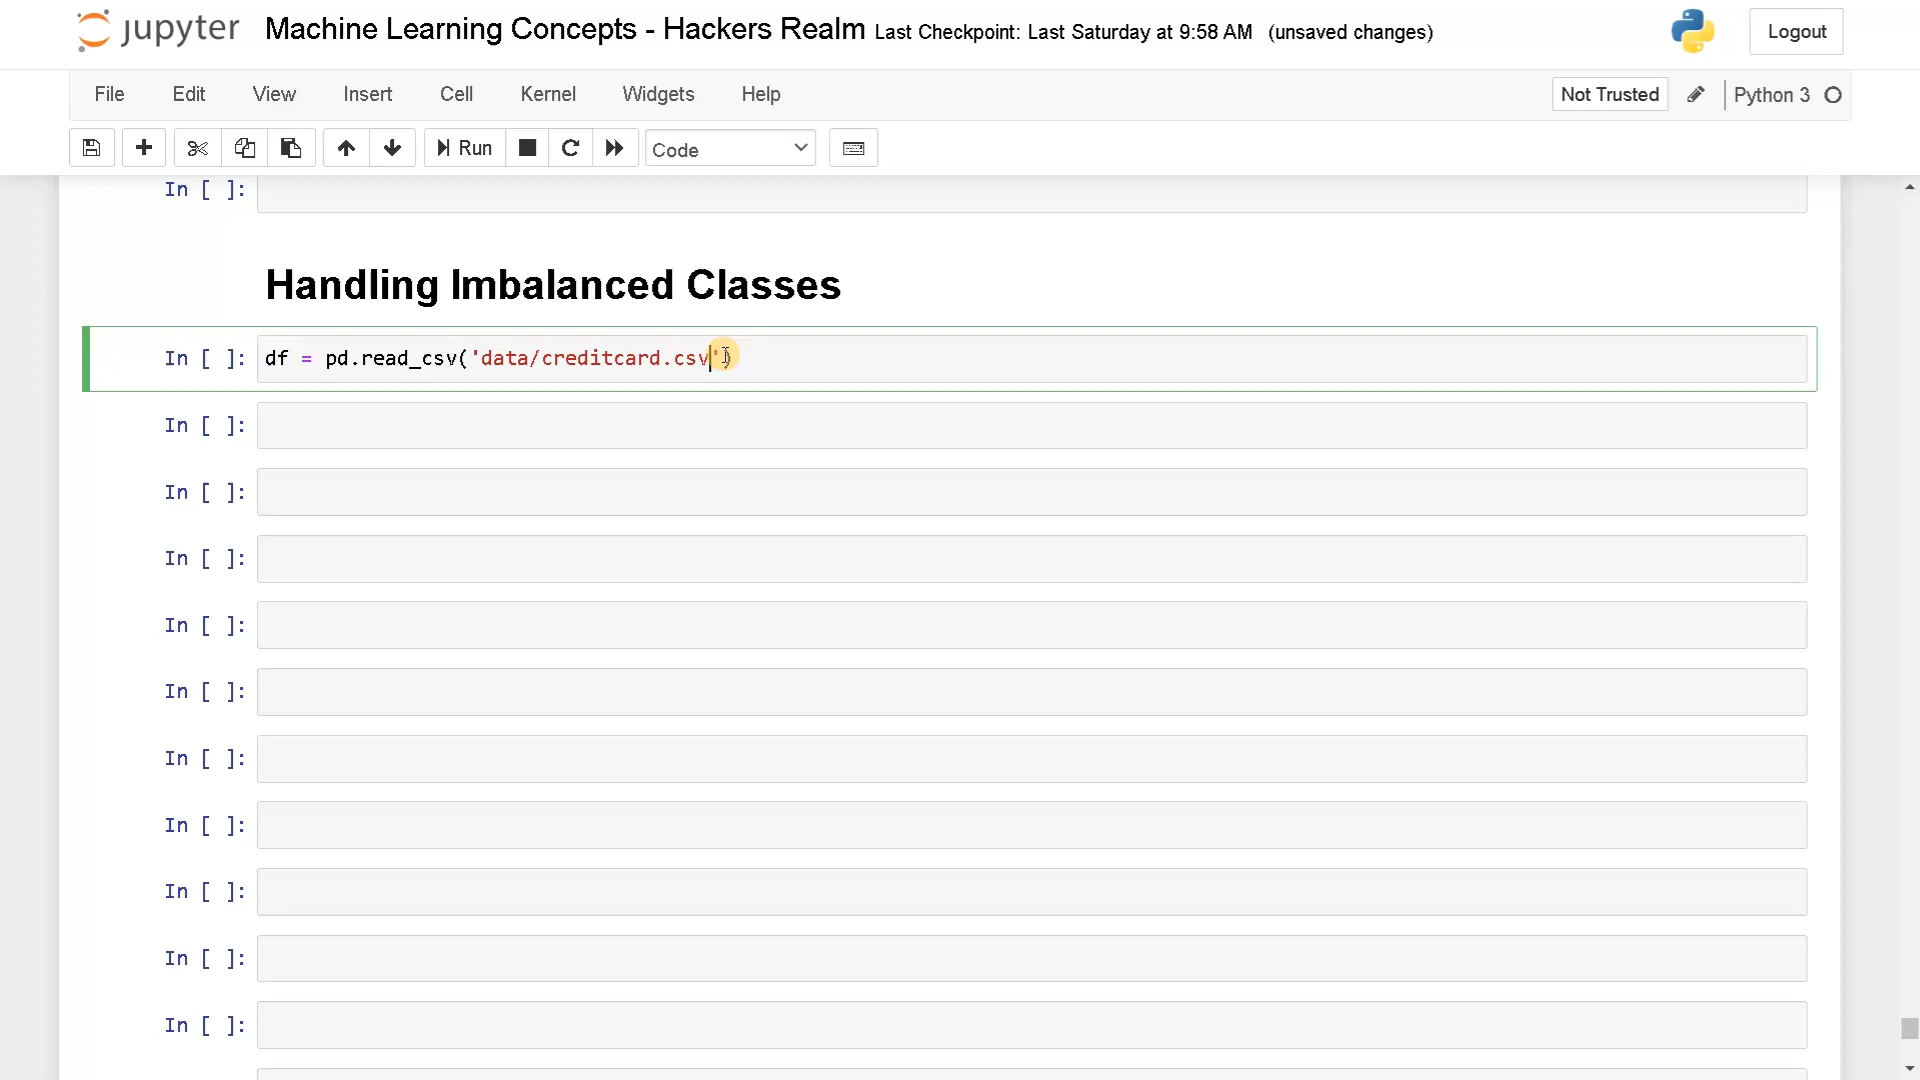 jupyter Machine Learning Concepts - Hackers Realm Last Checkpoint: Last Saturday at 9:58 AM (unsaved changes) Logout
File Edit View Insert Cell Kernel Widgets Help Not Trusted Python 3
Run Code
In [ ]:
Handling Imbalanced Classes
In [ ]: df = pd.read_csv('data/creditcard.csv')
In [ ]:
In [ ]:
In [ ]:
In [ ]:
In [ ]:
In [ ]:
In [ ]:
In [ ]:
In [ ]:
In [ ]: